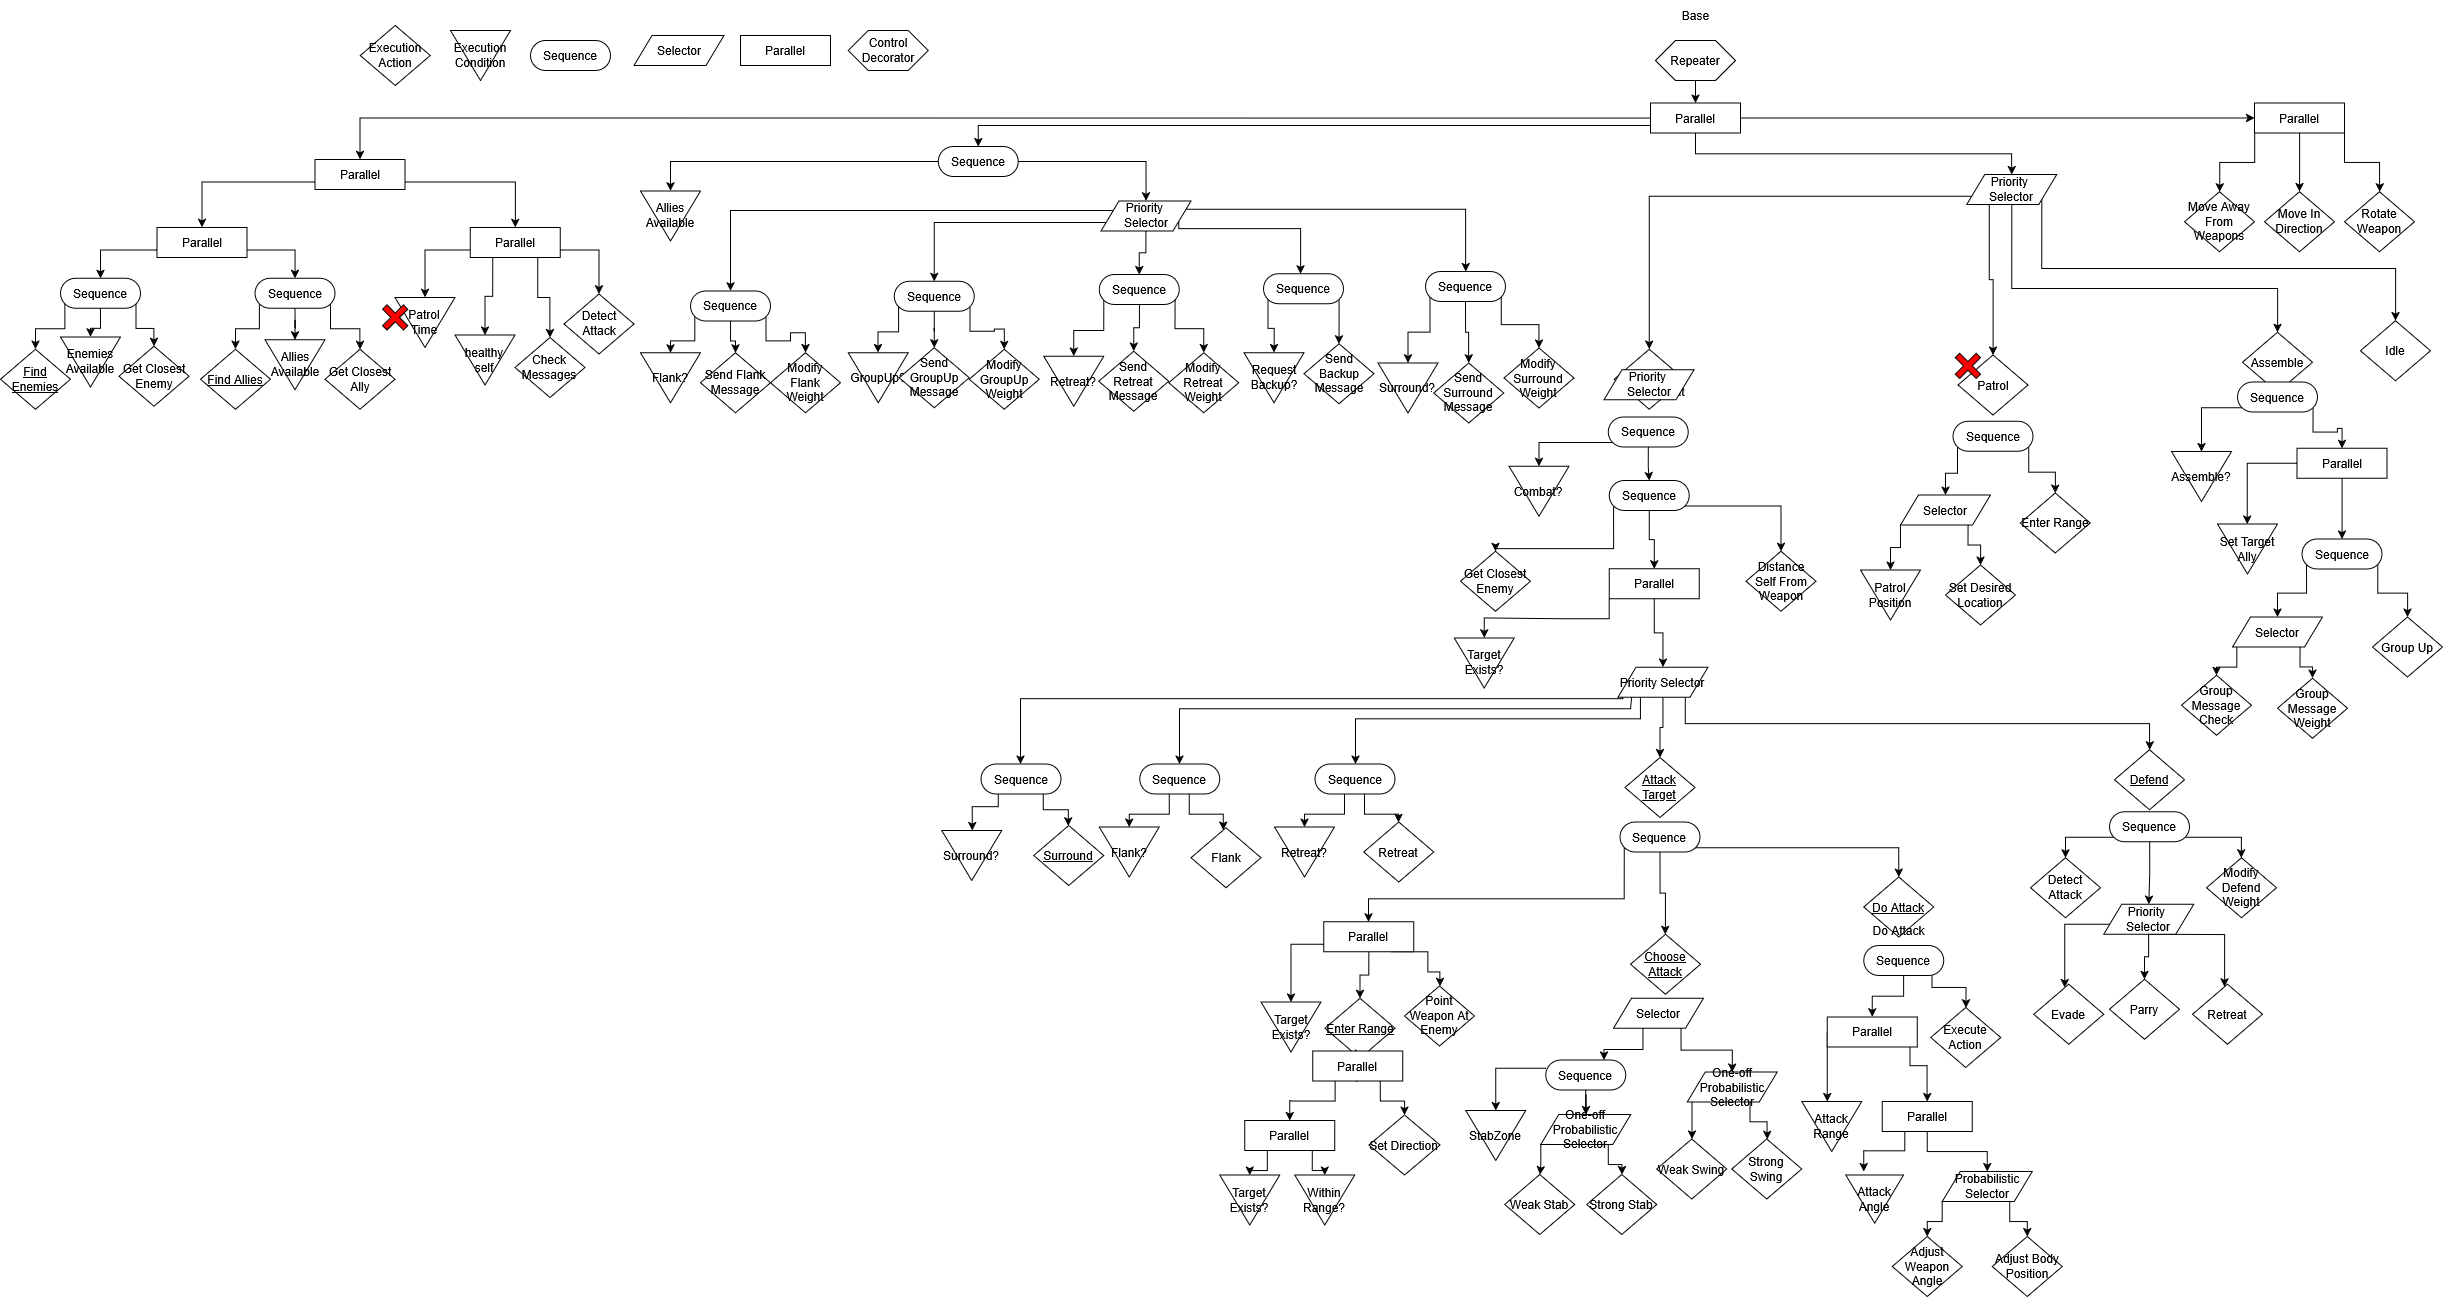 Base
Execution
Action
Execution
Condition
Sequence
Selector
Parallel
Control
Decorator
Repeater
Parallel
Parallel
Parallel
Sequence
Priority
Selector
Priority
Selector
Allies
Available
Move Away
From
Weapons
Move In
Direction
Rotate
Weapon
Parallel
Parallel
Sequence
Sequence
Patrol
Time
healthy
self
Check
Messages
Detect
Attack
Find
Enemies
Enemies
Available
Get Closest
Enemy
Find Allies
Allies
Available
Get Closest
Ally
Sequence
Sequence
Sequence
Sequence
Sequence
Flank?
Send Flank
Message
Modify
Flank
Weight
GroupUp?
Send
GroupUp
Message
Modify
GroupUp
Weight
Retreat?
Send
Retreat
Message
Modify
Retreat
Weight
Request
Backup?
Send
Backup
Message
Surround?
Send
Surround
Message
Modify
Surround
Weight
Priority
Selector
Patrol
Assemble
Idle
Sequence
Combat?
Sequence
Get Closest
Enemy
Parallel
Distance
Self From
Weapon
Target
Exists?
Priority Selector
Sequence
Selector
Enter Range
Patrol
Position
Set Desired
Location
Sequence
Assemble?
Parallel
Set Target
Ally
Sequence
Selector
Group Up
Group
Message
Check
Group
Message
Weight
Sequence
Sequence
Sequence
Attack
Target
Defend
Surround?
Surround
Flank?
Flank
Retreat?
Retreat
Sequence
Sequence
Detect
Attack
Priority
Selector
Modify
Defend
Weight
Evade
Parry
Retreat
Parallel
Choose
Attack
Do Attack
Do Attack
Target
Exists?
Enter Range
Point
Weapon At
Enemy
Parallel
Parallel
Set Direction
Target
Exists?
Within
Range?
Selector
Sequence
One-off
Probabilistic
Selector
StabZone
One-off
Probabilistic
Selector
Weak Stab
Strong Stab
Weak Swing
Strong
Swing
Sequence
Parallel
Execute
Action
Attack
Range
Parallel
Attack
Angle
Probabilistic
Selector
Adjust
Weapon
Angle
Adjust Body
Position